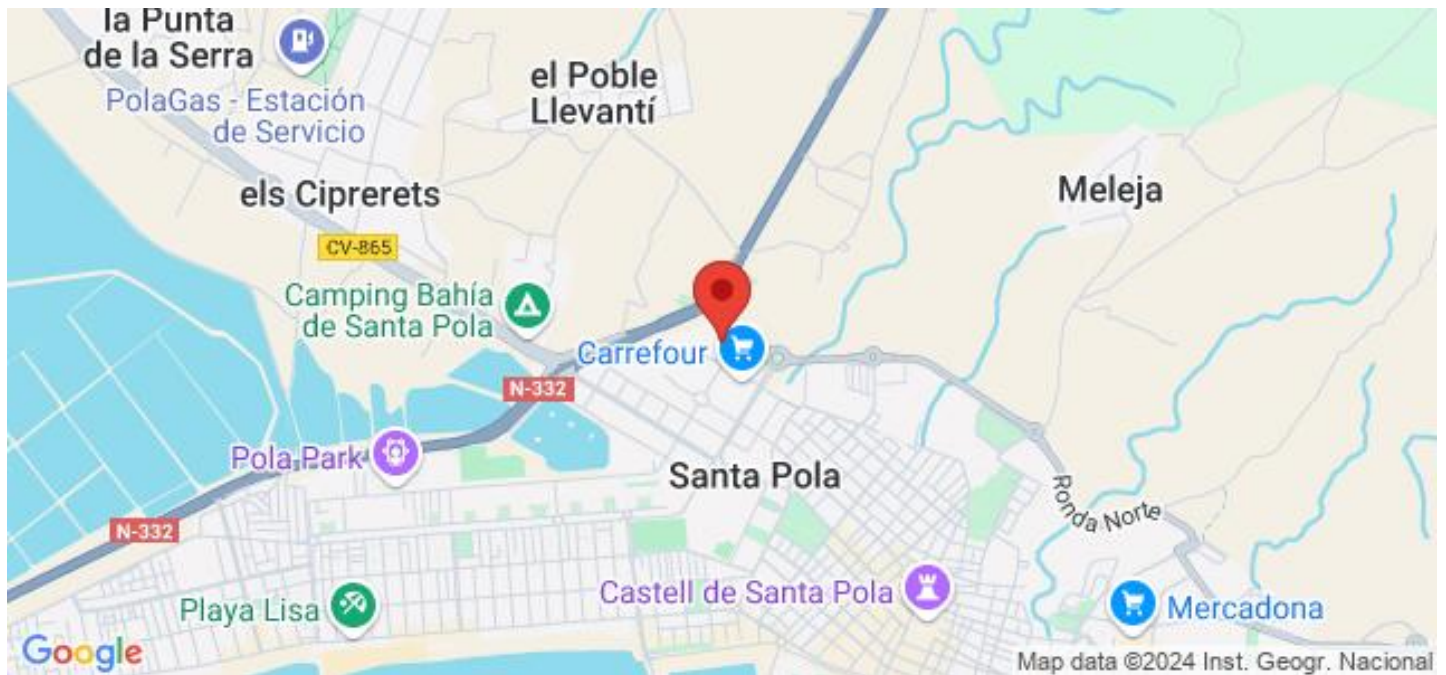 la Punta
de la Serra
PolaGas - Estación
de Servicio
el Poble
Llevantí
els Ciprerets
Meleja
CV-865
Camping Bahía
de Santa Pola
Carrefour
N-332
Pola Park
Santa Pola
Ronda Norte
N-332
Castell de Santa Pola
Playa Lisa
Mercadona
Google
Map data ©2024 Inst. Geogr. Nacional